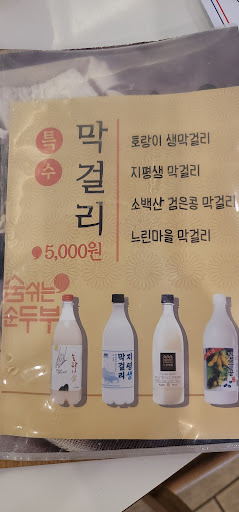 특수
막걸리
5,000원
토랑이 생막걸리
지평생 막걸리
소백산 검은콩 막걸리
느린마을 막걸리
숨쉬는
순두부
지평생
막걸리